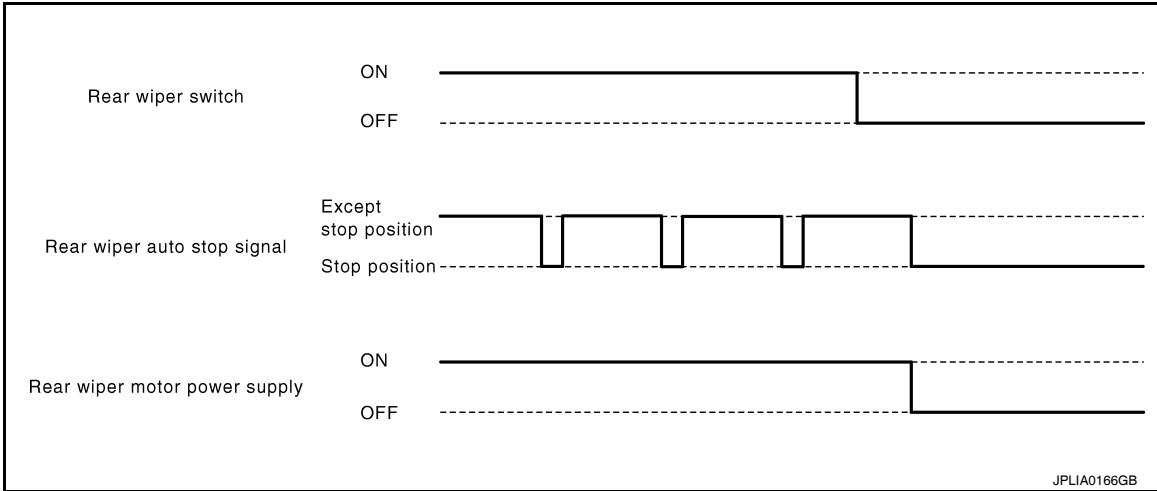 ON
Rear wiper switch
OFF
Except
stop position
Rear wiper auto stop signal
Stop position
ON
Rear wiper motor power supply
OFF
JPLIA0166GB